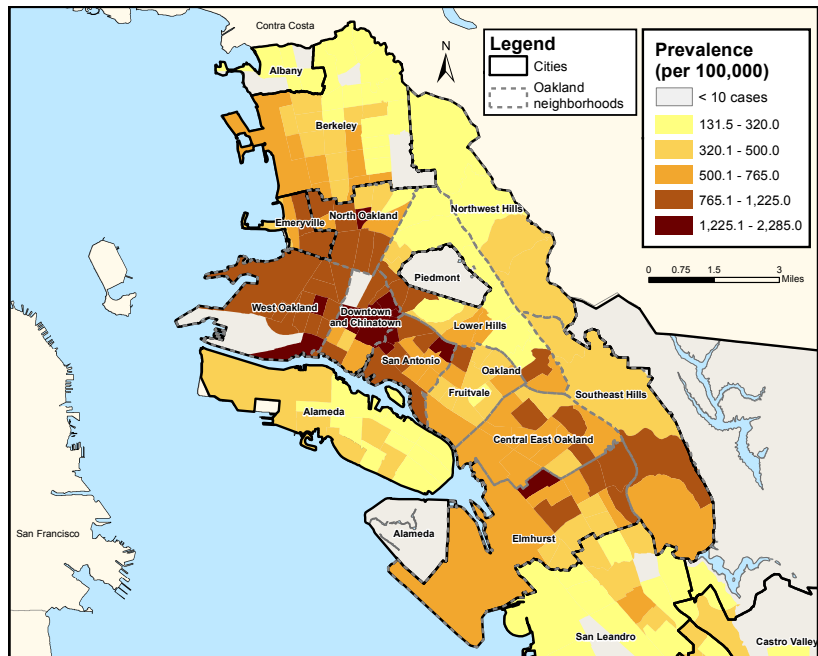 Contra Costa
Albany
Berkeley
N
Legend
Cities
Oakland
neighborhoods
Prevalence
(per 100,000)
< 10 cases
131.5 - 320.0
320.1 - 500.0
500.1 - 765.0
765.1 - 1,225.0
1,225.1 - 2,285.0
0 0.75 1.5 3
Miles
Northwest Hills
North Oakland
Emeryville
Piedmont
West Oakland
Downtown
and Chinatown
Lower Hills
San Antonio
Oakland
Fruitvale
Southeast Hills
Alameda
Central East Oakland
San Francisco
Alameda
Elmhurst
San Leandro
Castro Valley